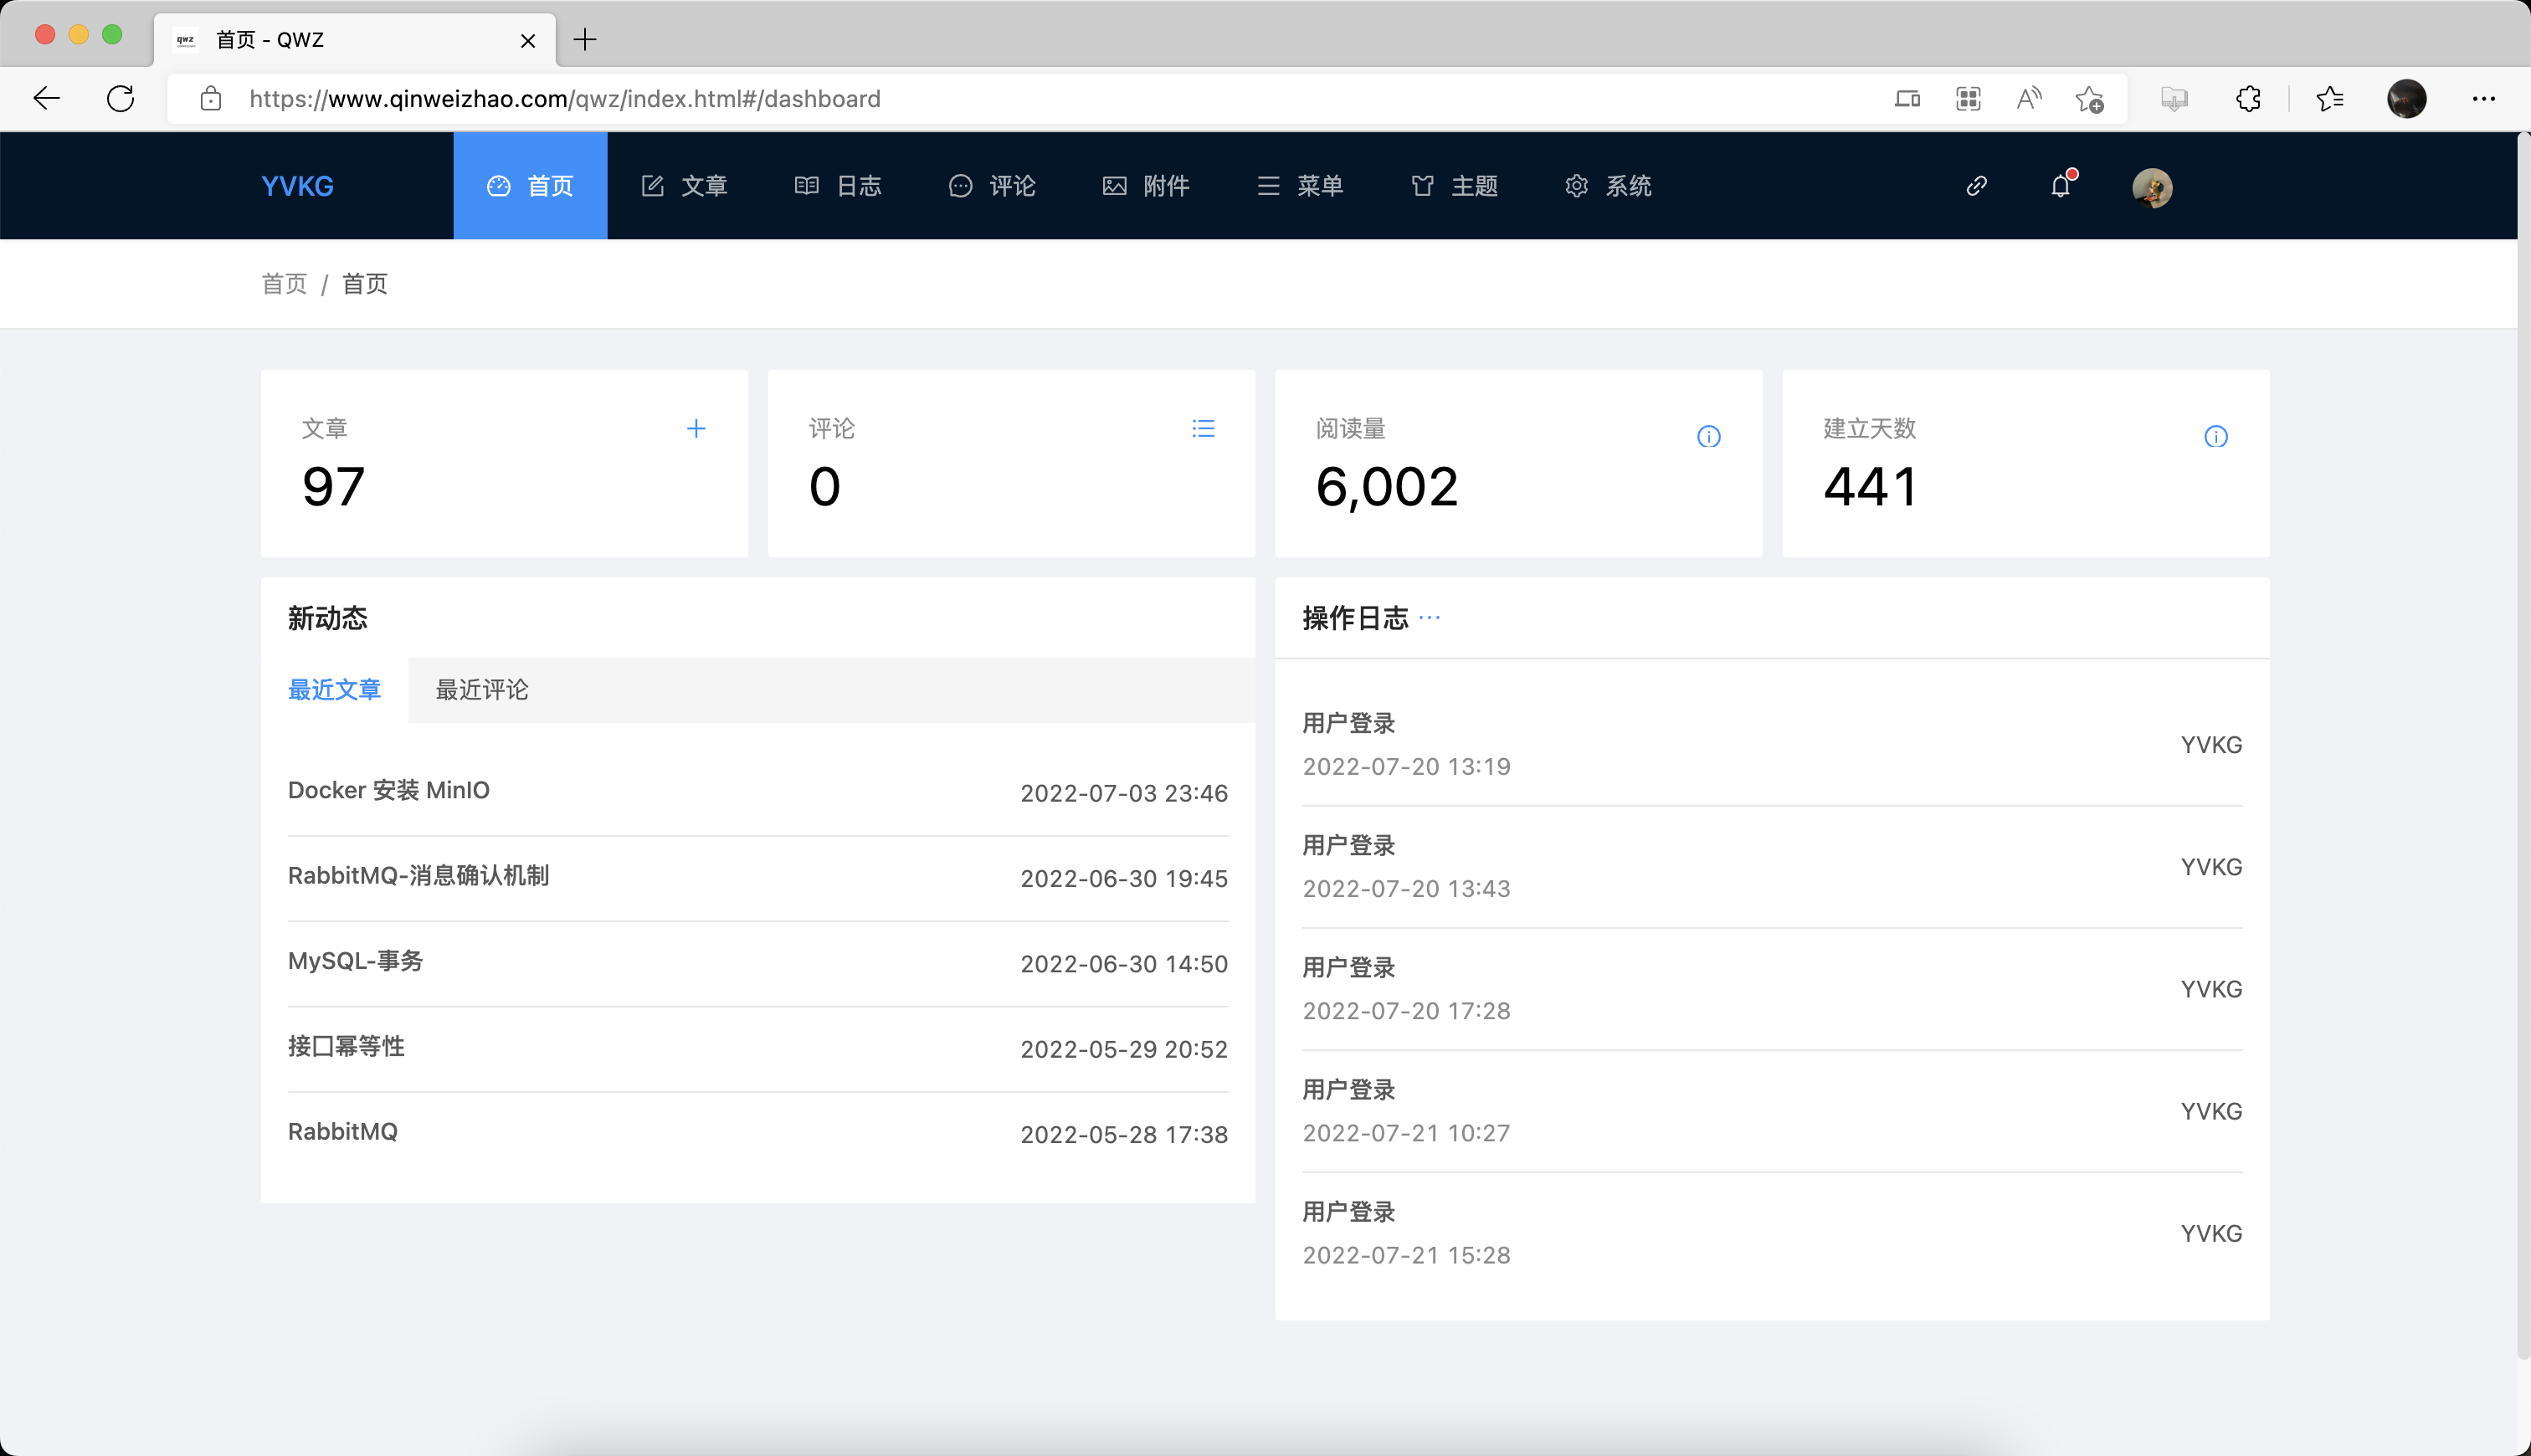 首页 - QWZ
https://www.qinweizhao.com/qwz/index.html#/dashboard
YVKG 首页 文章 日志 评论 附件 菜单 主题 系统
首页 / 首页
文章
97
评论
0
阅读量
6,002
建立天数
441
新动态
最近文章 最近评论
Docker 安装 MinIO 2022-07-03 23:46
RabbitMQ-消息确认机制 2022-06-30 19:45
MySQL-事务 2022-06-30 14:50
接口幂等性 2022-05-29 20:52
RabbitMQ 2022-05-28 17:38
操作日志 ···
用户登录
2022-07-20 13:19
YVKG
用户登录
2022-07-20 13:43
YVKG
用户登录
2022-07-20 17:28
YVKG
用户登录
2022-07-21 10:27
YVKG
用户登录
2022-07-21 15:28
YVKG